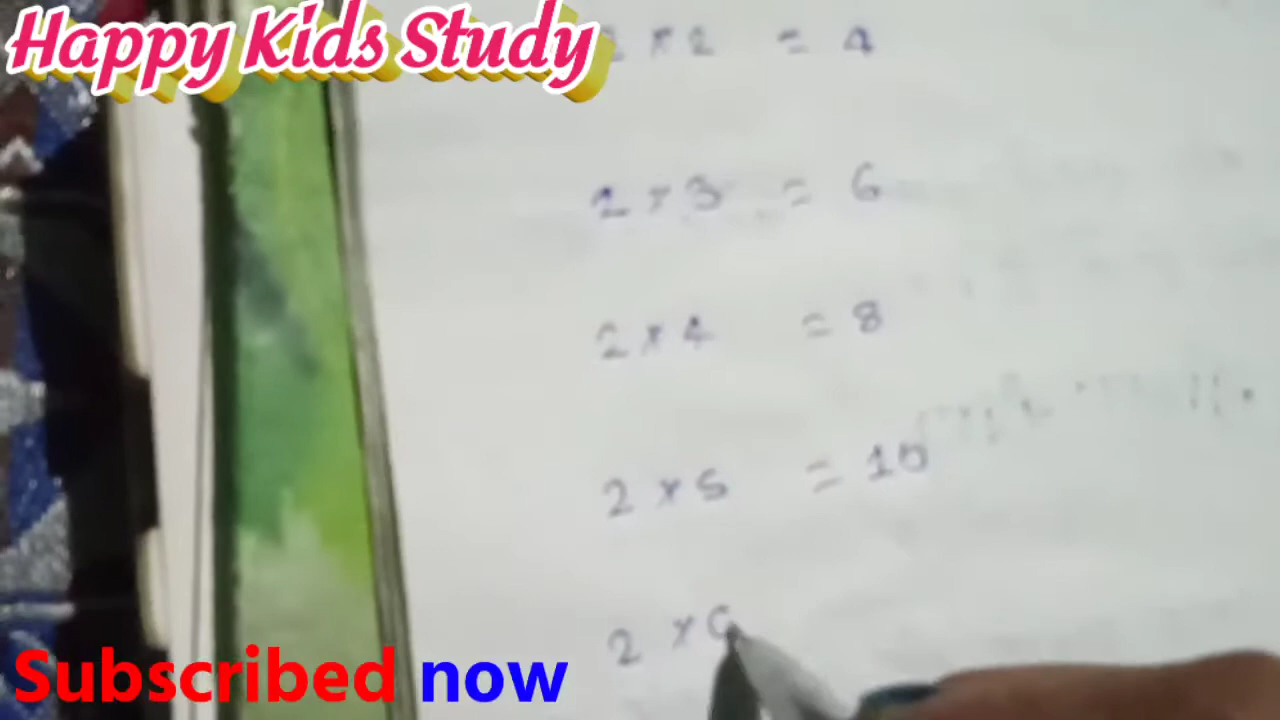 Happy Kids Study
2 × 2 = 4
2 × 3 = 6
2 × 4 = 8
2 × 5 = 10
2 × 6
Subscribed now